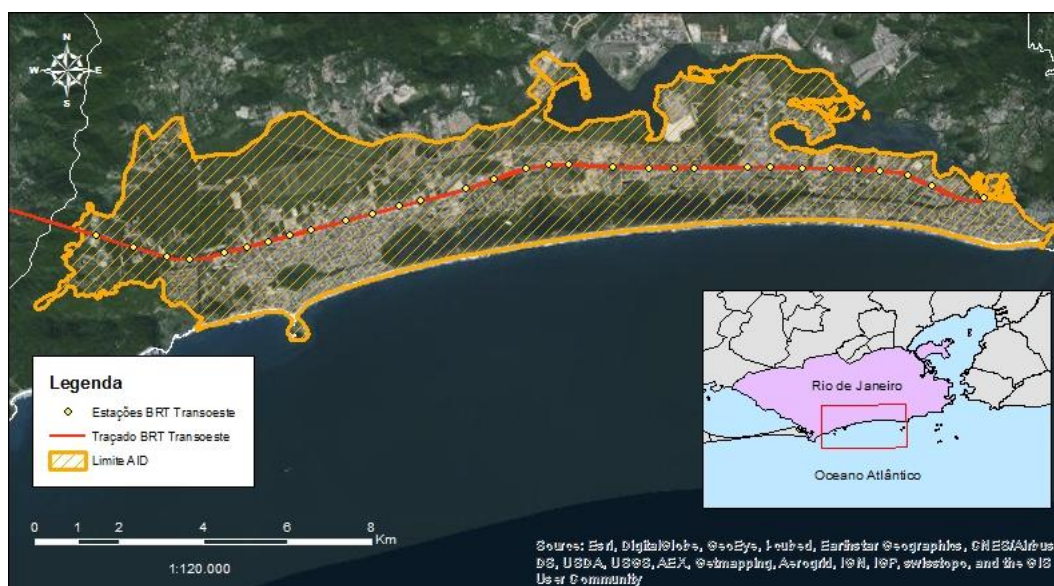 N
W E
S
Legenda
Estações BRT Transoeste
Traçado BRT Transoeste
Limite AID
0 1 2 4 6 8
Km
1:120.000
Rio de Janeiro
Oceano Atlântico
Source: Esri, DigitalGlobe, GeoEye, i-cubed, Earthstar Geographics, CNES/Airbus
DS, USDA, USGS, AEX, Getmapping, Aerogrid, IGN, IGP, swisstopo, and the GIS
User Community